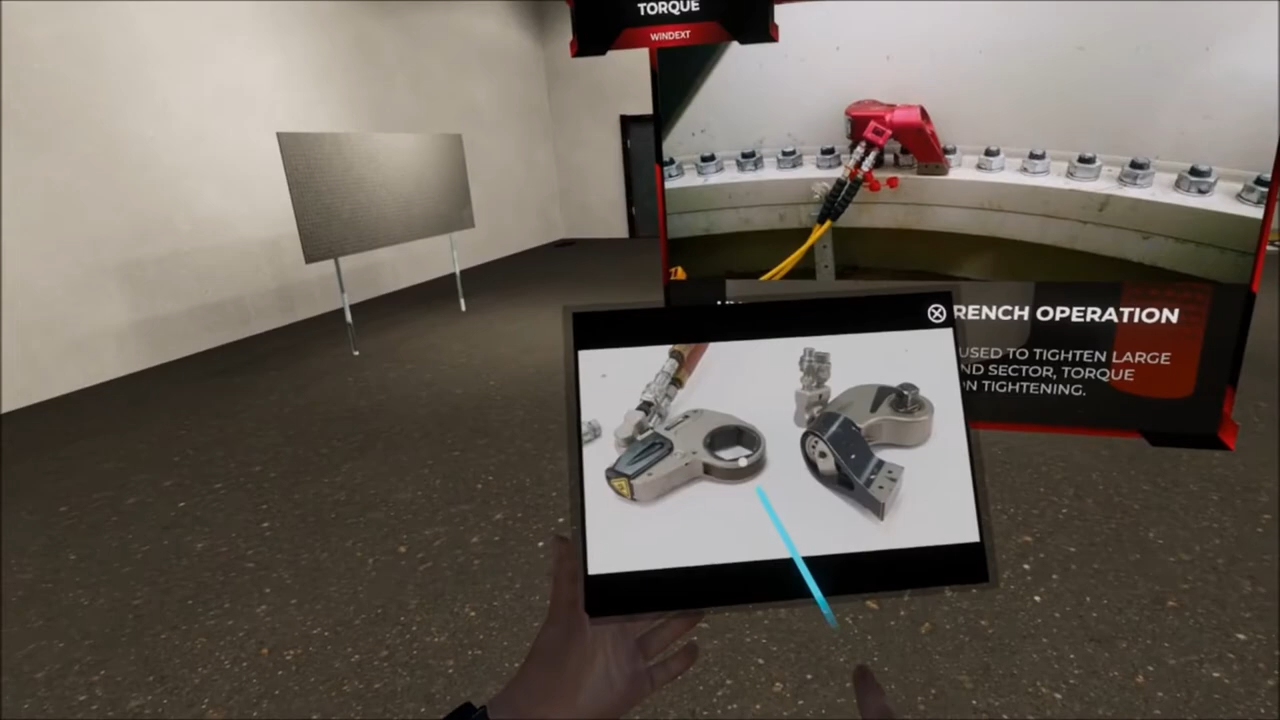 TORQUE
WINDEXT
RENCH OPERATION
USED TO TIGHTEN LARGE
ND SECTOR, TORQUE
N TIGHTENING.